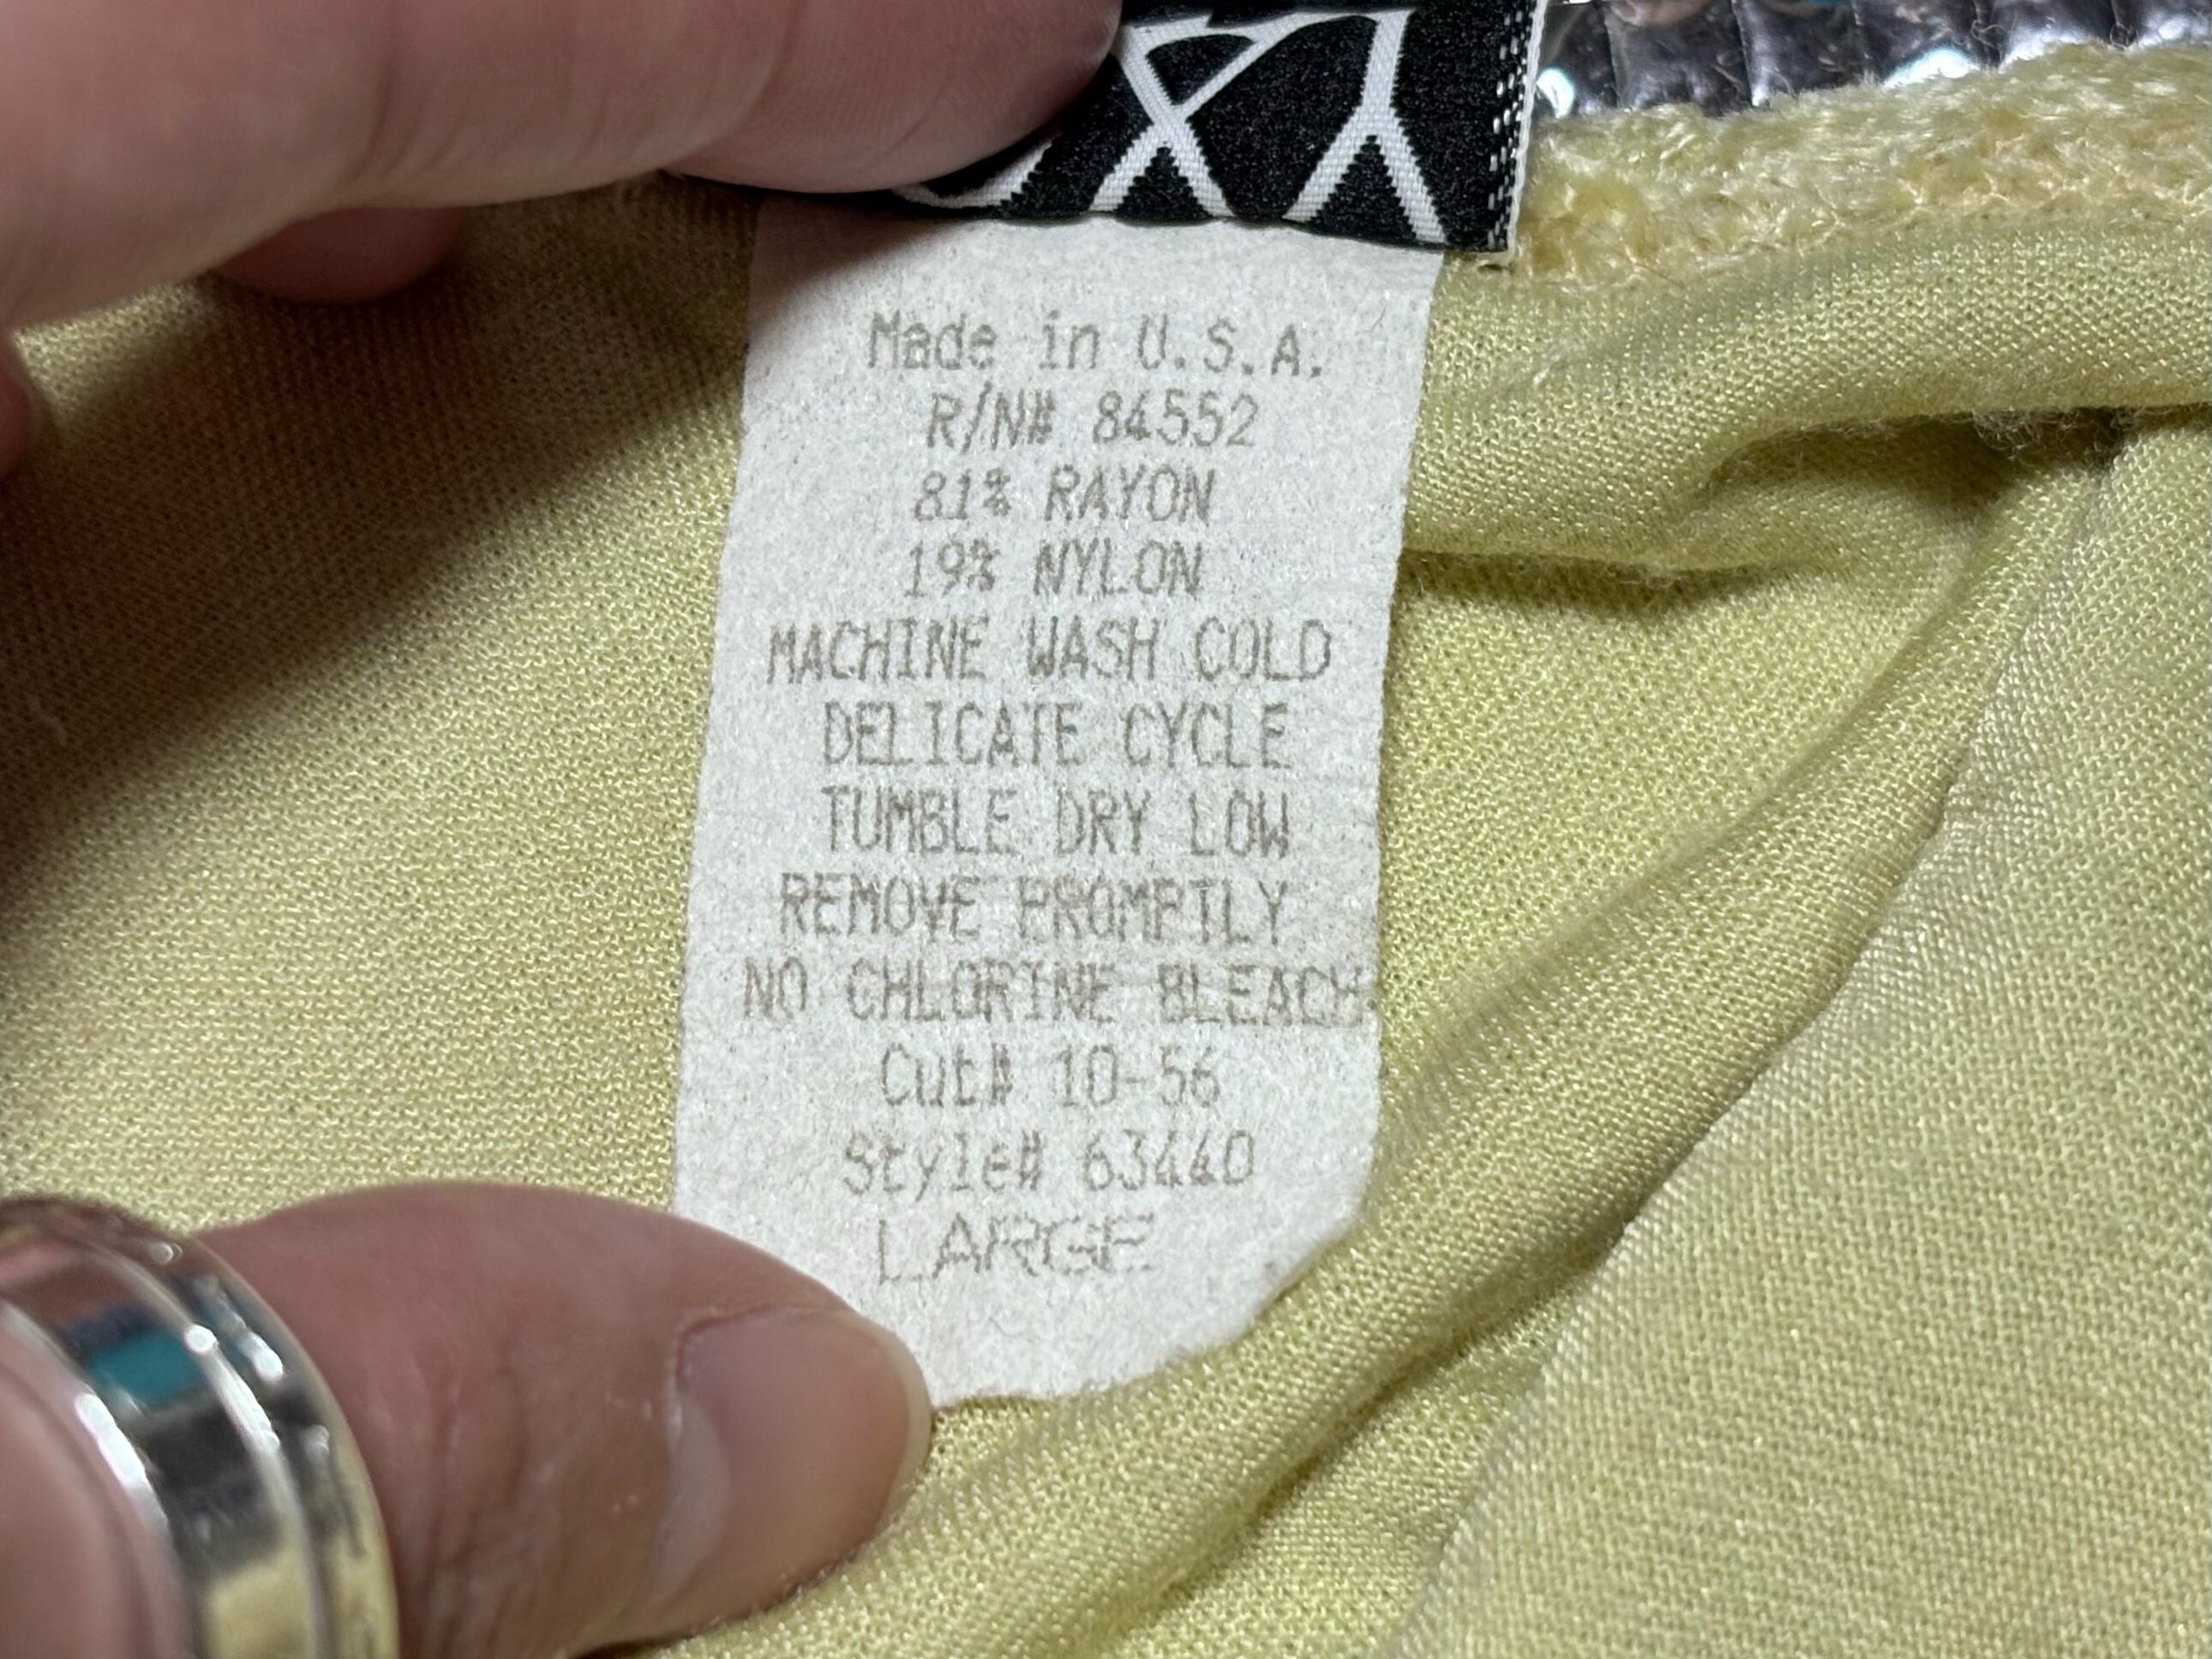 Made in U.S.A.
R/N# 84552
81% RAYON
19% NYLON
MACHINE WASH COLD
DELICATE CYCLE
TUMBLE DRY LOW
REMOVE PROMPTLY
NO CHLORINE BLEACH
Cut# 10-56
Style# 63440
LARGE